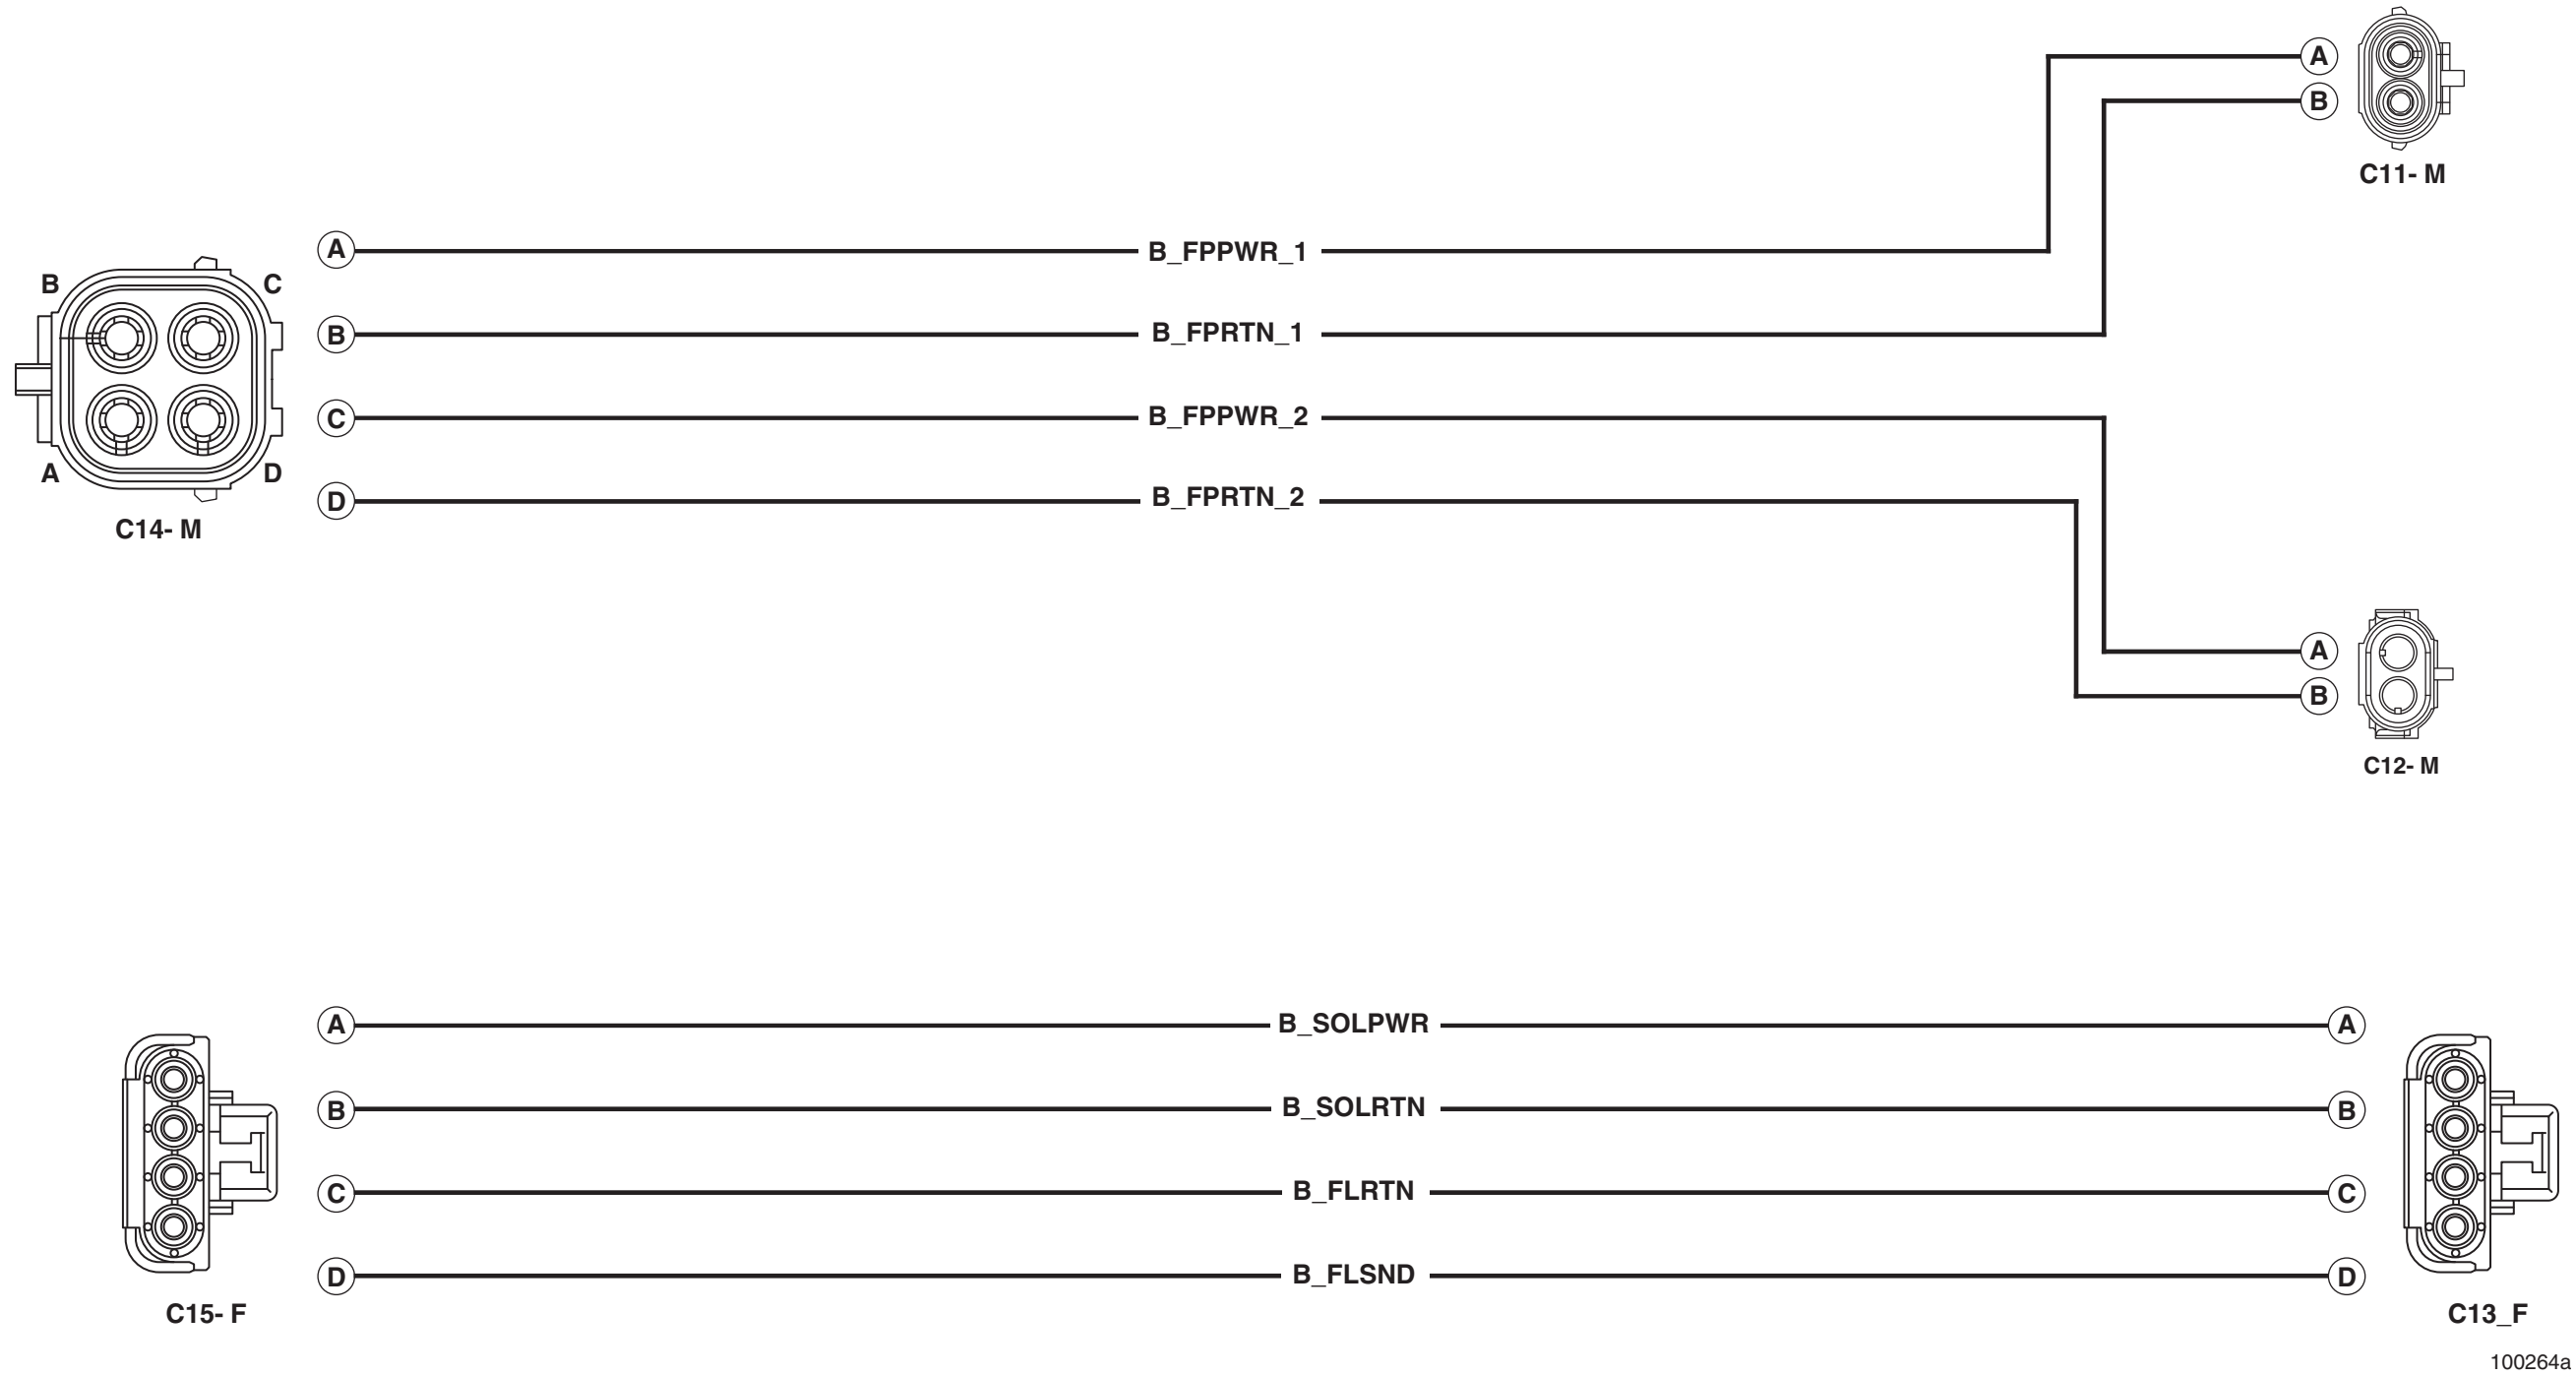 A
B
C11- M
A B_FPPWR_1
B C
B B_FPRTN_1
C B_FPPWR_2
A D
D B_FPRTN_2
C14- M
A
B
C12- M
A B_SOLPWR A
B B_SOLRTN B
C B_FLRTN C
D B_FLSND D
C15- F C13_F
100264a